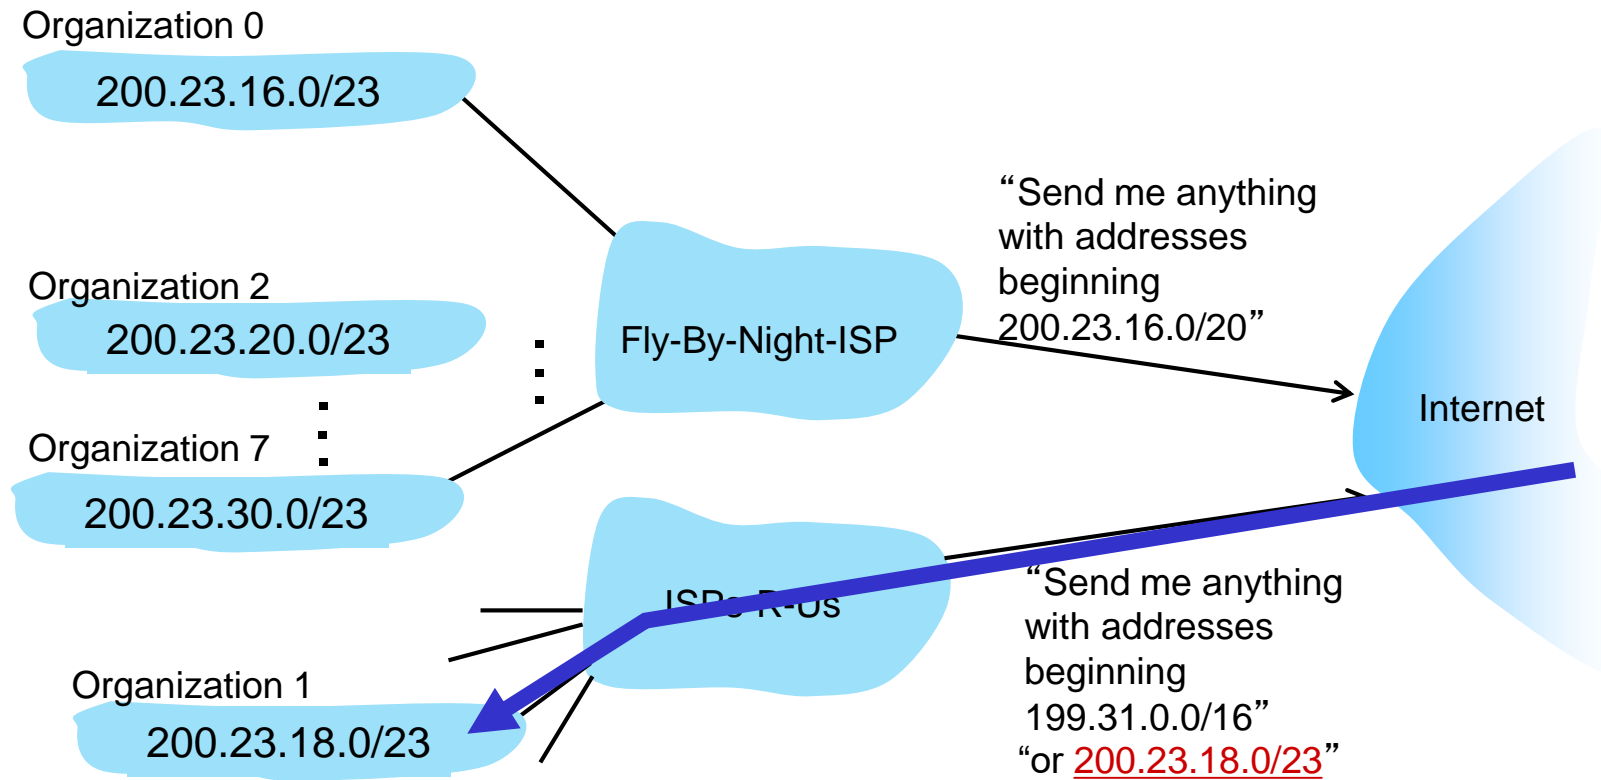 Organization 0
200.23.16.0/23
Organization 2
200.23.20.0/23
Organization 7
200.23.30.0/23
Fly-By-Night-ISP
“Send me anything
with addresses
beginning
200.23.16.0/20”
Internet
ISPs-R-Us
Organization 1
200.23.18.0/23
“Send me anything
with addresses
beginning
199.31.0.0/16”
“or 200.23.18.0/23”